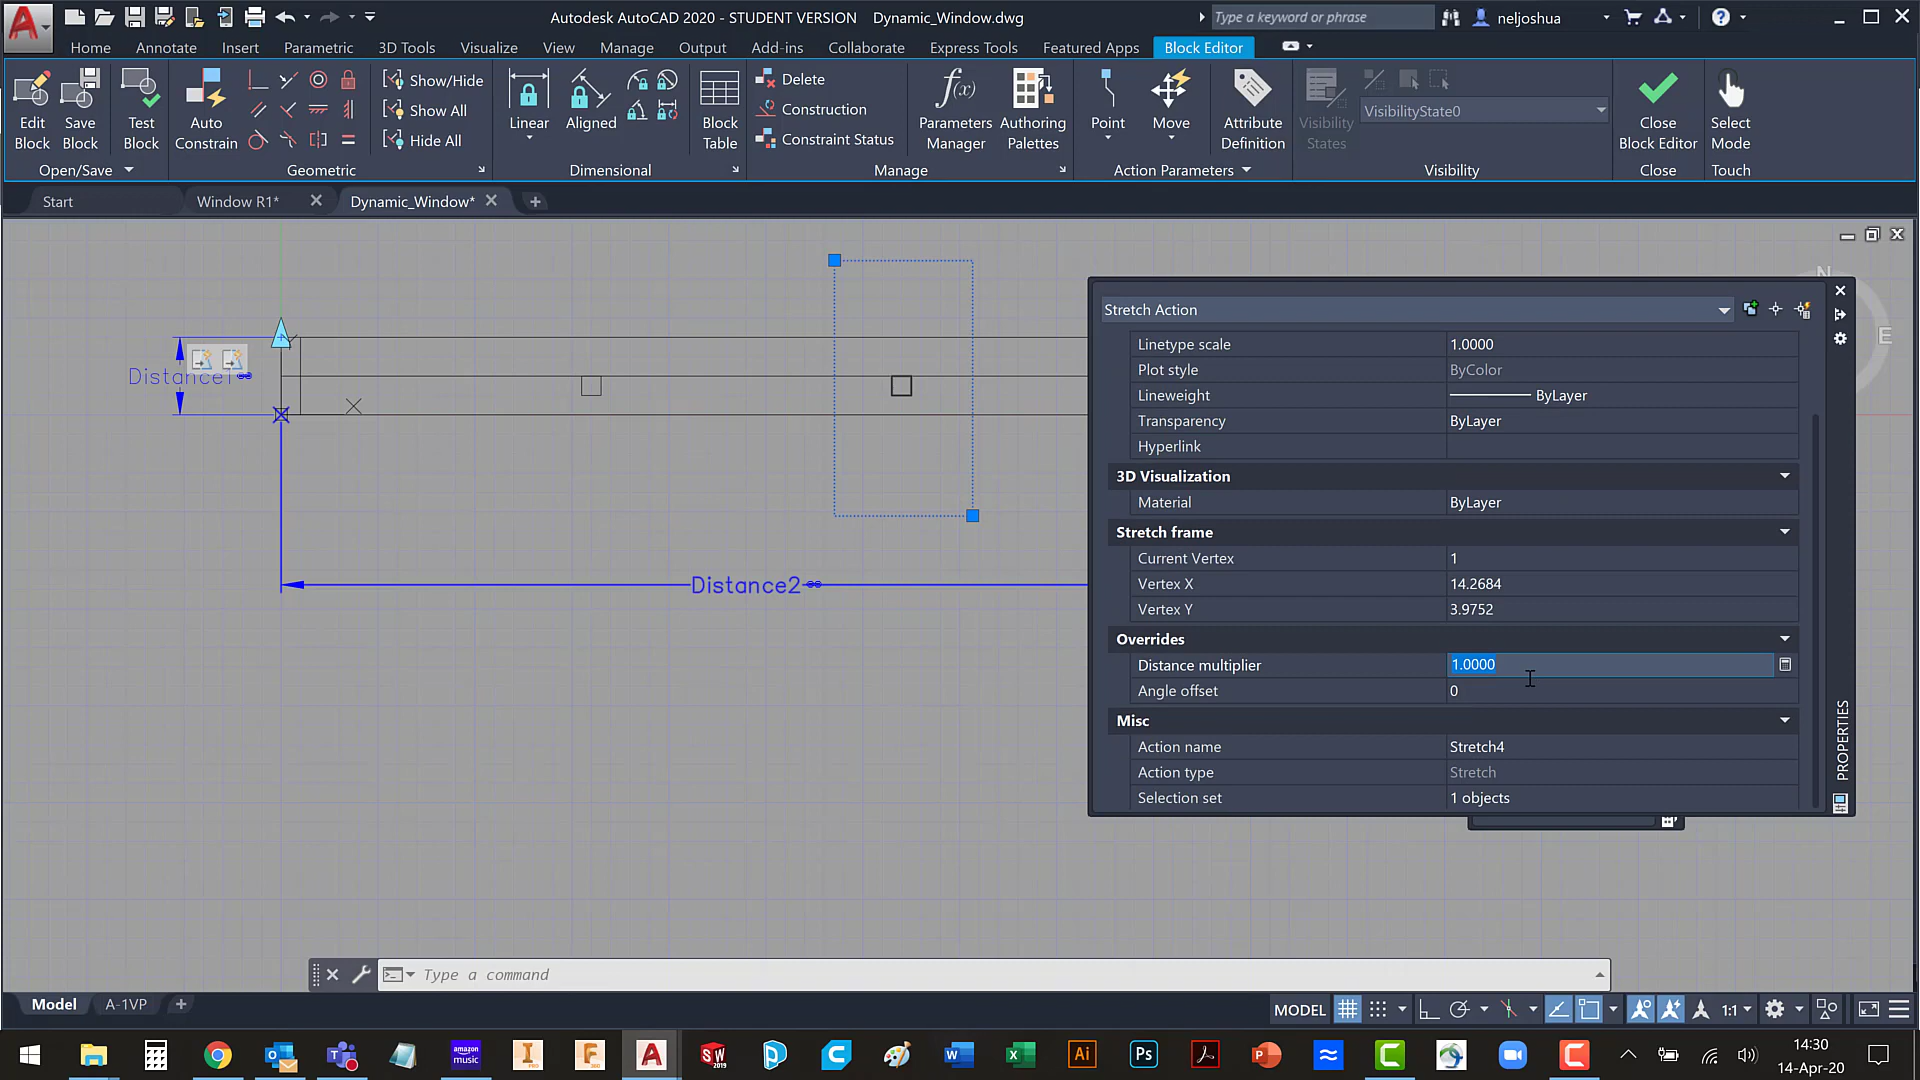 Autodesk AutoCAD 2020 - STUDENT VERSION Dynamic_Window.dwg
Type a keyword or phrase
neljoshua
Home Annotate Insert Parametric 3D Tools Visualize View Manage Output Add-ins Collaborate Express Tools Featured Apps Block Editor
Edit Block
Save Block
Test Block
Open/Save
Auto Constrain
Show/Hide
Show All
Hide All
Geometric
Linear
Aligned
Dimensional
Block Table
Delete
Construction
Constraint Status
Manage
Parameters Manager
Authoring Palettes
Point
Move
Attribute Definition
Action Parameters
Visibility States
VisibilityState0
Visibility
Close Block Editor
Close
Select Mode
Touch
Start
Window R1*
Dynamic_Window*
N
E
Distance1
Distance2
Stretch Action
Linetype scale 1.0000
Plot style ByColor
Lineweight ByLayer
Transparency ByLayer
Hyperlink
3D Visualization
Material ByLayer
Stretch frame
Current Vertex 1
Vertex X 14.2684
Vertex Y 3.9752
Overrides
Distance multiplier 1.0000
Angle offset 0
Misc
Action name Stretch4
Action type Stretch
Selection set 1 objects
PROPERTIES
Type a command
Model
A-1VP
MODEL
1:1
14:30
14-Apr-20